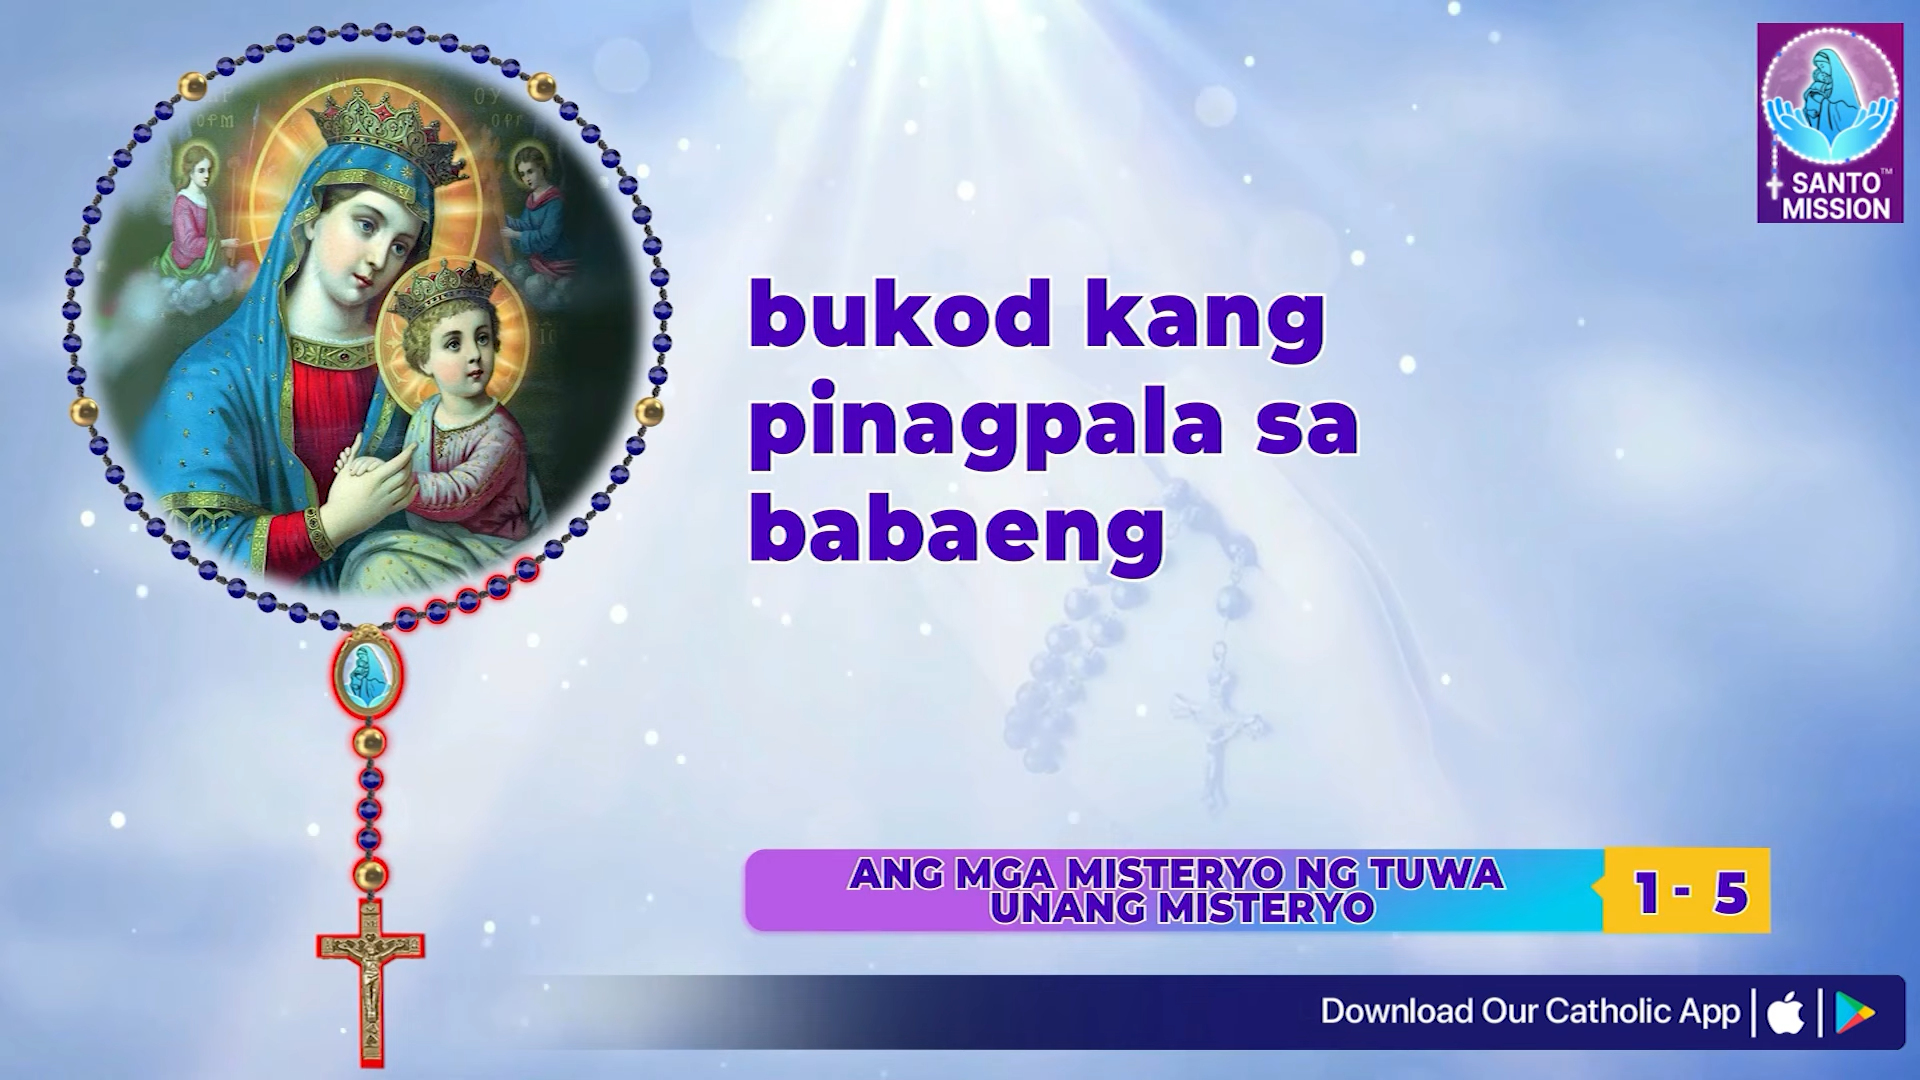 SANTO™
MISSION
bukod kang
pinagpala sa
babaeng
ANG MGA MISTERYO NG TUWA
UNANG MISTERYO
1 - 5
Download Our Catholic App